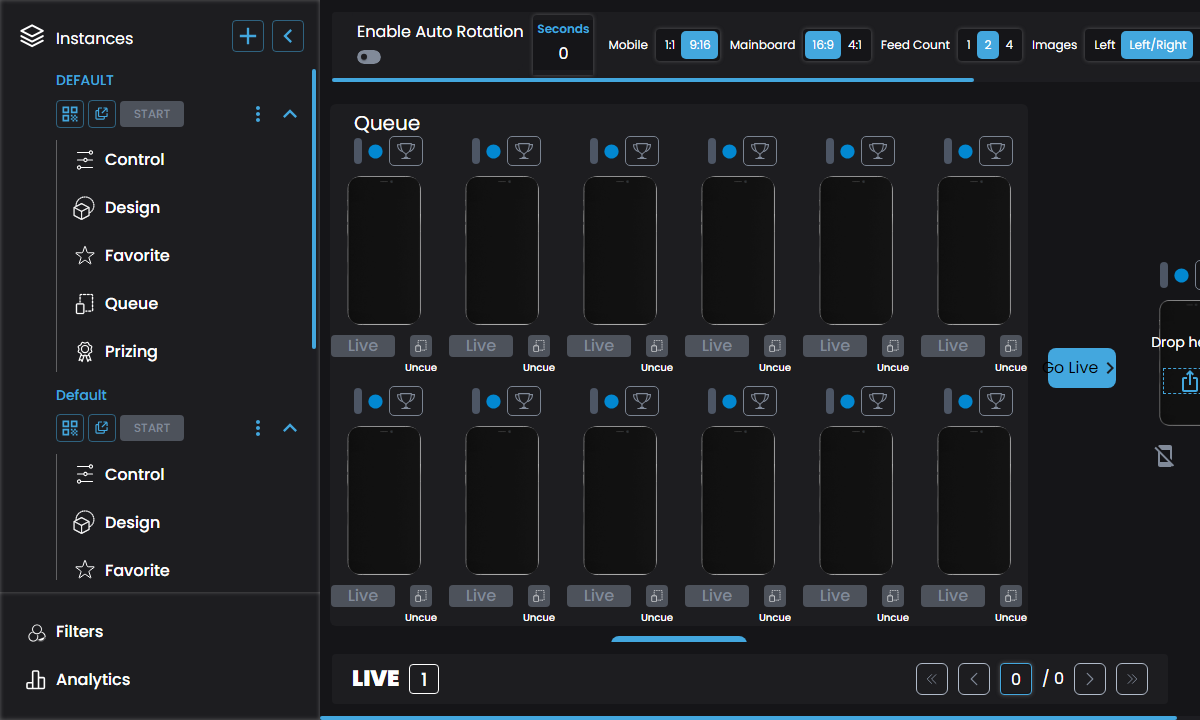 Instances
DEFAULT
START
Control
Design
Favorite
Queue
Prizing
Default
START
Control
Design
Favorite
Filters
Analytics
Enable Auto Rotation
Seconds
0
Mobile 1:1 9:16 Mainboard 16:9 4:1 Feed Count 1 2 4 Images Left Left/Right
Queue
Live Live Live Live Live Live
Uncue Uncue Uncue Uncue Uncue Uncue
Live Live Live Live Live Live
Uncue Uncue Uncue Uncue Uncue Uncue
Go Live
Drop he
LIVE 1
0 / 0